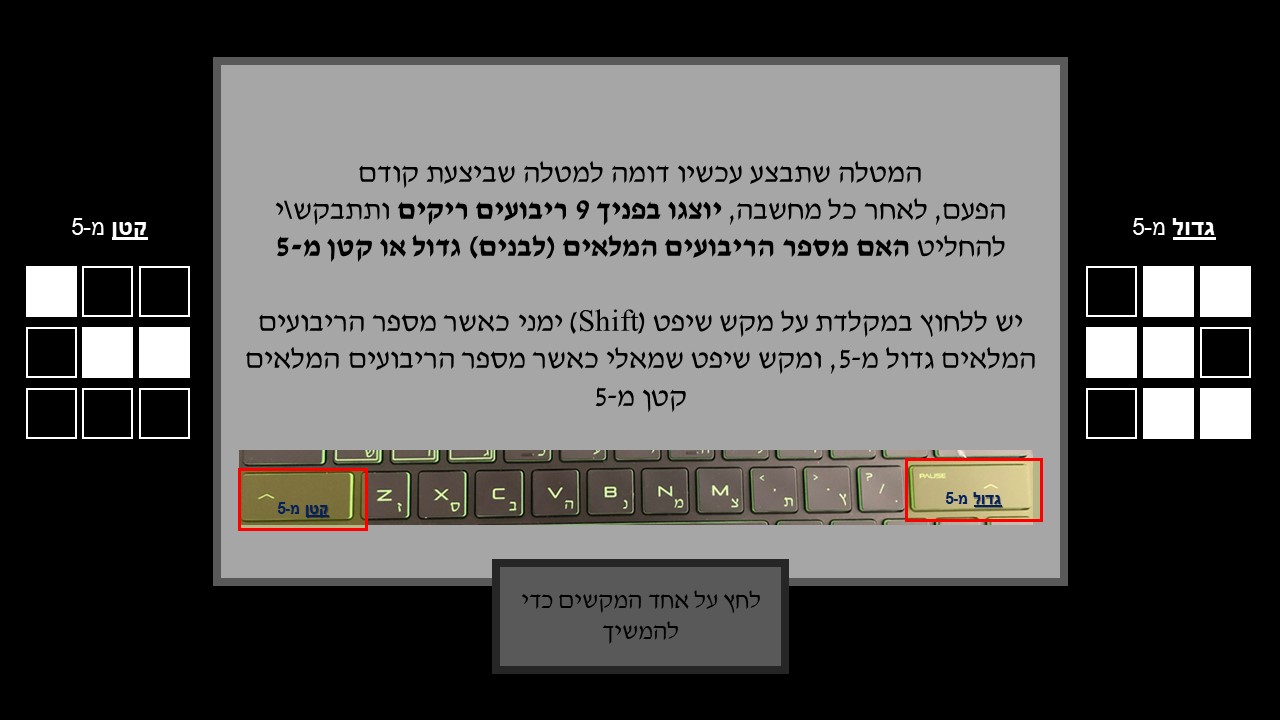 המטלה שתבצע עכשיו דומה למטלה שביצעת קודם
הפעם, לאחר כל מחשבה, יוצגו בפניך 9 ריבועים ריקים ותתבקש\י
להחליט האם מספר הריבועים המלאים (לבנים) גדול או קטן מ-5
יש ללחוץ במקלדת על מקש שיפט (Shift) ימני כאשר מספר הריבועים
המלאים גדול מ-5, ומקש שיפט שמאלי כאשר מספר הריבועים המלאים
קטן מ-5
גדול מ-5
קטן מ-5
קטן מ-5
Z ז X ס C ב V ה B נ N מ M צ < ת > ץ ? / .
PAUSE
גדול מ-5
לחץ על אחד המקשים כדי
להמשיך